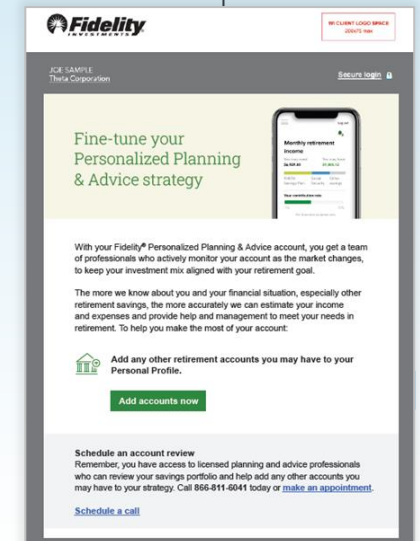 Fidelity
INVESTMENTS
WI CLIENT LOGO SPACE
JOE SAMPLE
Theta Corporation
Secure login
Fine-tune your
Personalized Planning
& Advice strategy
Monthly retirement
income
With your Fidelity® Personalized Planning & Advice account, you get a team
of professionals who actively monitor your account as the market changes,
to keep your investment mix aligned with your retirement goal.
The more we know about you and your financial situation, especially other
retirement savings, the more accurately we can estimate your income
and expenses and provide help and management to meet your needs in
retirement. To help you make the most of your account:
Add any other retirement accounts you may have to your
Personal Profile.
Add accounts now
Schedule an account review
Remember, you have access to licensed planning and advice professionals
who can review your savings portfolio and help add any other accounts you
may have to your strategy. Call 866-811-6041 today or make an appointment.
Schedule a call